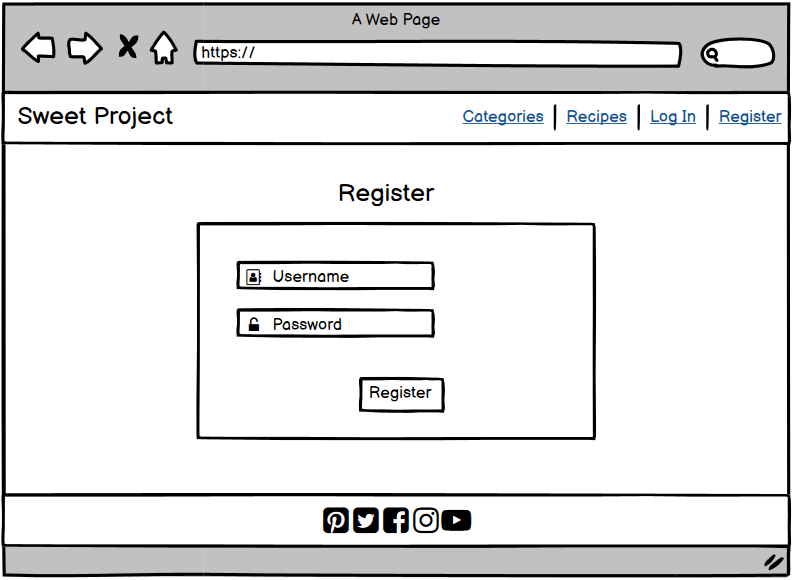 A Web Page
https://
Sweet Project
Categories | Recipes | Log In | Register
Register
Username
Password
Register